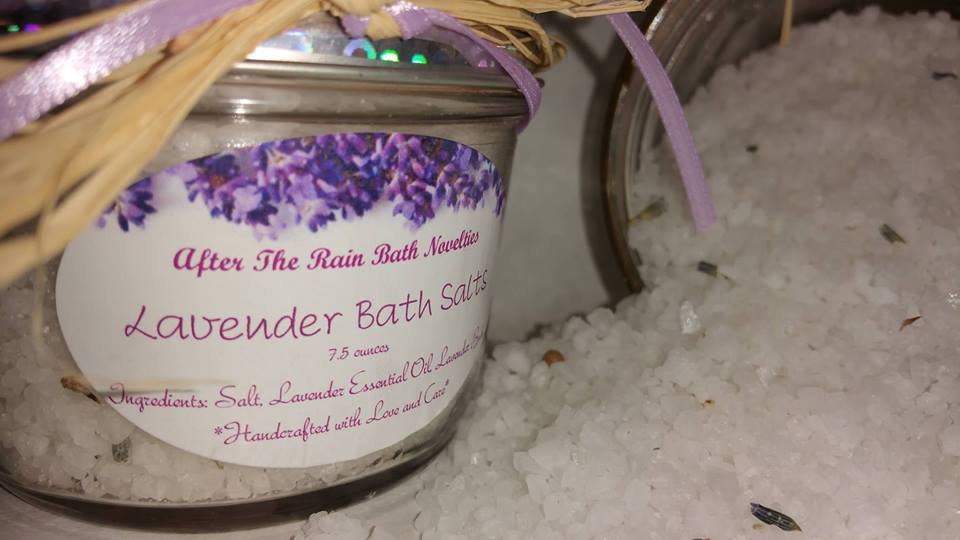 After The Rain Bath Novelties
Lavender Bath Salts
7.5 ounces
Ingredients: Salt, Lavender Essential Oil, Lavender
*Handcrafted with Love and Care*